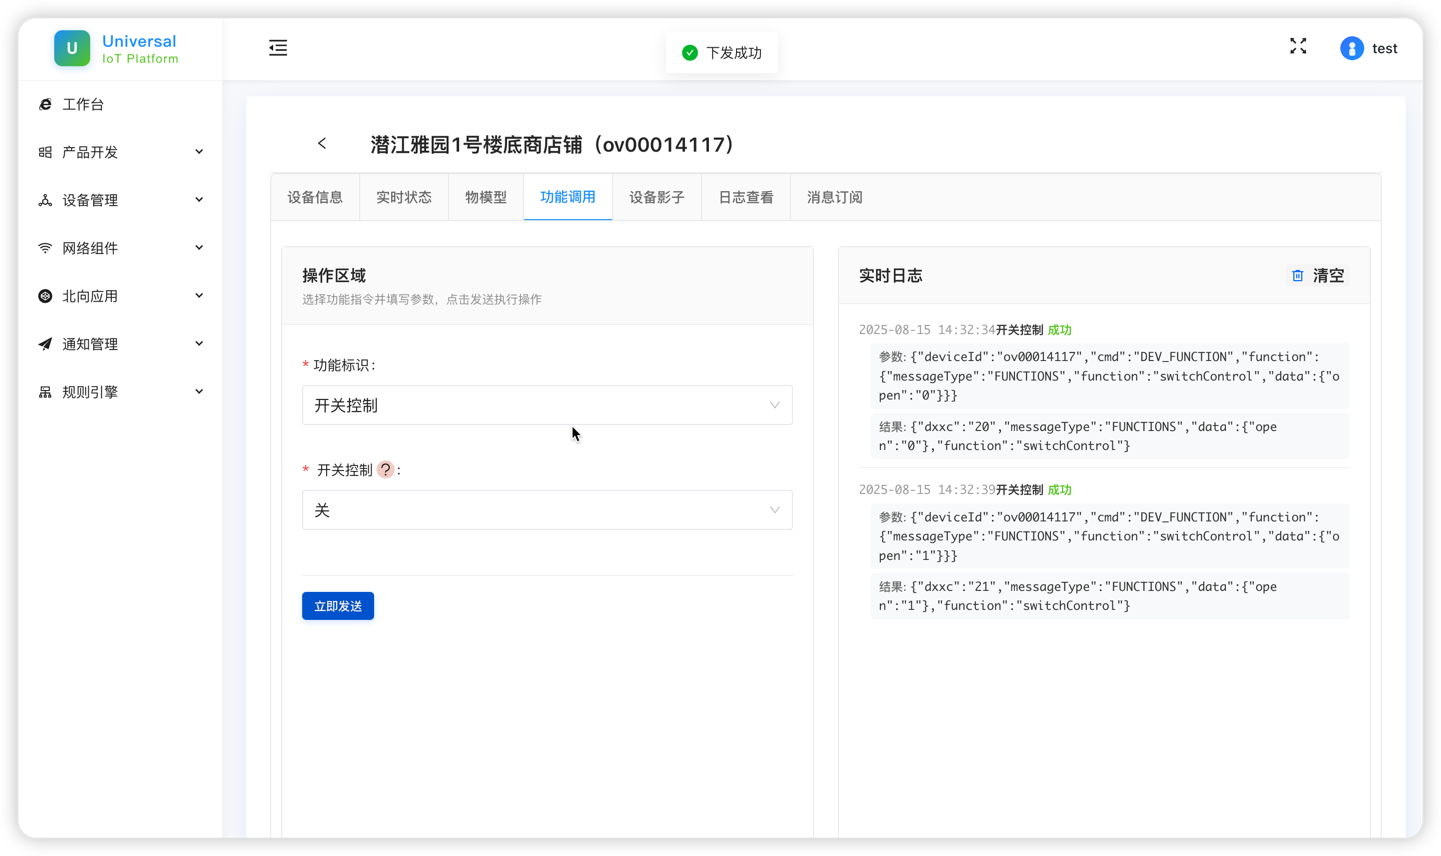 U
Universal
IoT Platform
下发成功
test
工作台
产品开发
设备管理
网络组件
北向应用
通知管理
规则引擎
潜江雅园1号楼底商店铺（ov00014117）
设备信息
实时状态
物模型
功能调用
设备影子
日志查看
消息订阅
操作区域
选择功能指令并填写参数，点击发送执行操作
* 功能标识:
开关控制
* 开关控制 ? :
关
立即发送
实时日志
清空
2025-08-15 14:32:34开关控制 成功
参数: {"deviceId":"ov00014117","cmd":"DEV_FUNCTION","function":
{"messageType":"FUNCTIONS","function":"switchControl","data":{"o
pen":"0"}}}
结果: {"dxxc":"20","messageType":"FUNCTIONS","data":{"ope
n":"0"},"function":"switchControl"}
2025-08-15 14:32:39开关控制 成功
参数: {"deviceId":"ov00014117","cmd":"DEV_FUNCTION","function":
{"messageType":"FUNCTIONS","function":"switchControl","data":{"o
pen":"1"}}}
结果: {"dxxc":"21","messageType":"FUNCTIONS","data":{"ope
n":"1"},"function":"switchControl"}